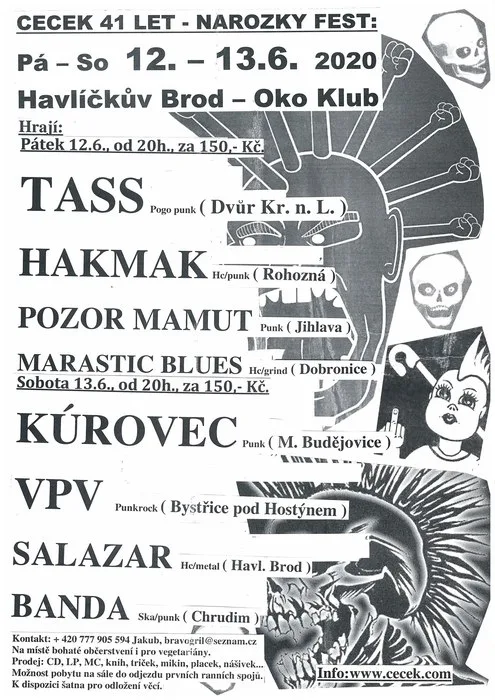 CECEK 41 LET - NAROZKY FEST:
Pá – So 12. – 13.6. 2020
Havlíčkův Brod – Oko Klub
Hrají:
Pátek 12.6., od 20h., za 150,- Kč.
TASS Pogo punk ( Dvůr Kr. n. L. )
HAKMAK Hc/punk ( Rohozná )
POZOR MAMUT Punk ( Jihlava )
MARASTIC BLUES Hc/grind ( Dobronice )
Sobota 13.6., od 20h., za 150,- Kč.
KÚROVEC Punk ( M. Budějovice )
VPV Punkrock ( Bystřice pod Hostýnem )
SALAZAR Hc/metal ( Havl. Brod )
BANDA Ska/punk ( Chrudim )
Kontakt: + 420 777 905 594 Jakub, bravogril@seznam.cz
Na místě bohaté občerstvení i pro vegetariány.
Prodej: CD, LP, MC, knih, triček, mikin, placek, nášivek...
Možnost pobytu na sále do odjezdu prvních ranních spojů.
K dispozici šatna pro odložení věcí.
Info:www.cecek.com